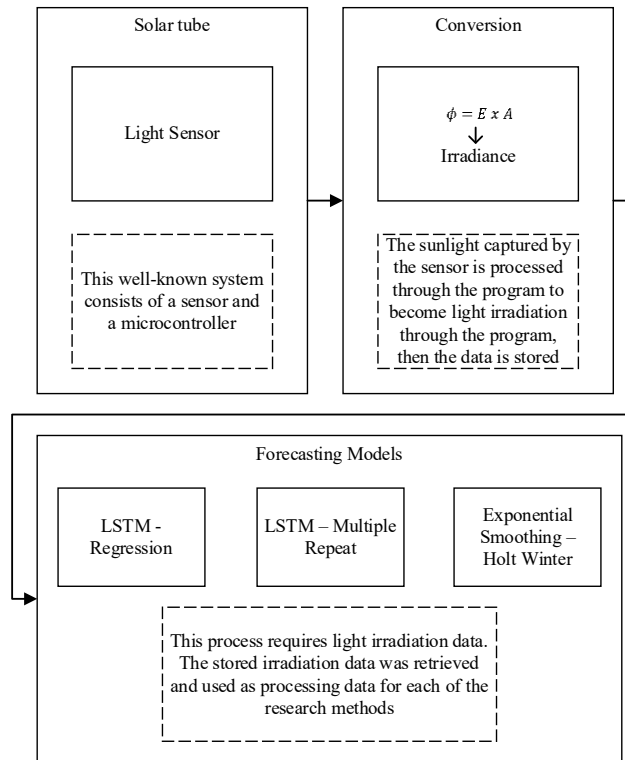 Solar tube
Light Sensor
This well-known system
consists of a sensor and
a microcontroller
Conversion
ϕ = E x A
Irradiance
The sunlight captured by
the sensor is processed
through the program to
become light irradiation
through the program,
then the data is stored
Forecasting Models
LSTM -
Regression
LSTM – Multiple
Repeat
Exponential
Smoothing –
Holt Winter
This process requires light irradiation data.
The stored irradiation data was retrieved
and used as processing data for each of the
research methods